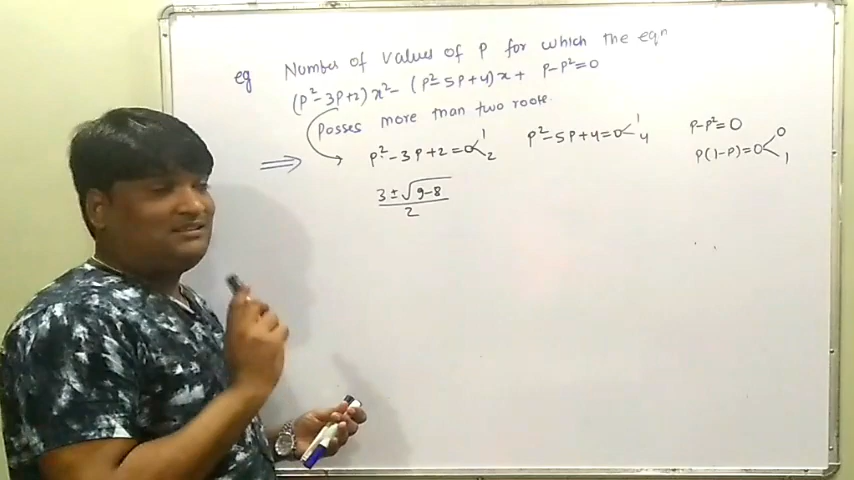 eg Number of values of p for which the eqn
(p²-3p+2)x²-(p²-5p+4)x+ p-p²=0
Posses more than two roots.
⇒ p²-3p+2=0< 1 2
p²-5p+4=0< 1 4
p-p²=0
p(1-p)=0< 0 1
3±√9-8
2